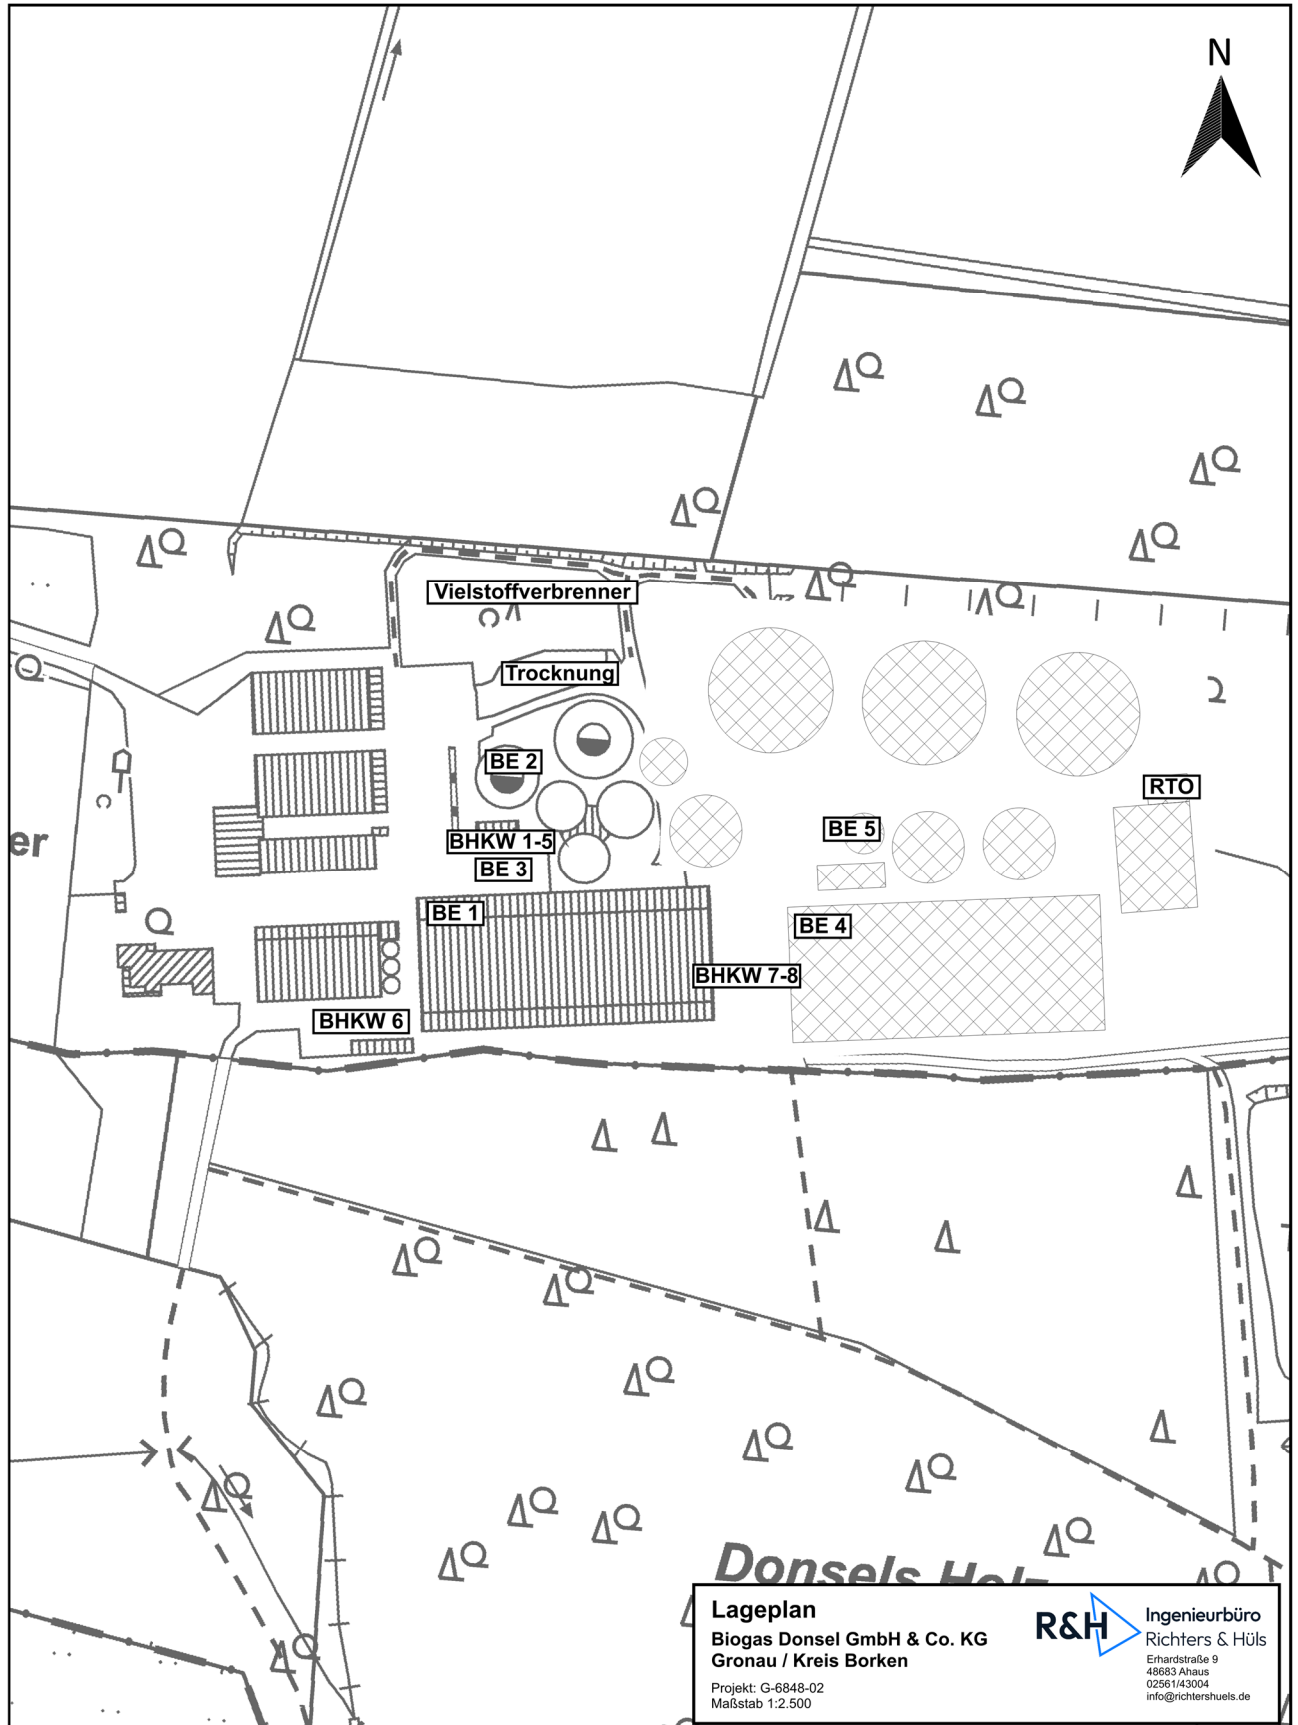 N
Vielstoffverbrenner
Trocknung
BE 2
RTO
BHKW 1-5
BE 5
er
BE 3
BE 1
BE 4
BHKW 7-8
BHKW 6
Donsels Holz
Lageplan
Biogas Donsel GmbH & Co. KG
Gronau / Kreis Borken
Projekt: G-6848-02
Maßstab 1:2.500
R&H
Ingenieurbüro
Richters & Hüls
Erhardstraße 9
48683 Ahaus
02561/43004
info@richtershuels.de